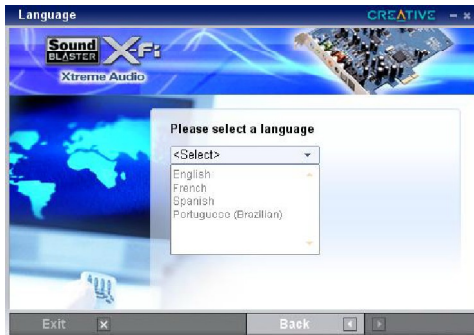 Language
CREATIVE
Sound
BLASTER
X-Fi
Xtreme Audio
Please select a language
<Select>
English
French
Spanish
Portuguese (Brazilian)
Exit
Back